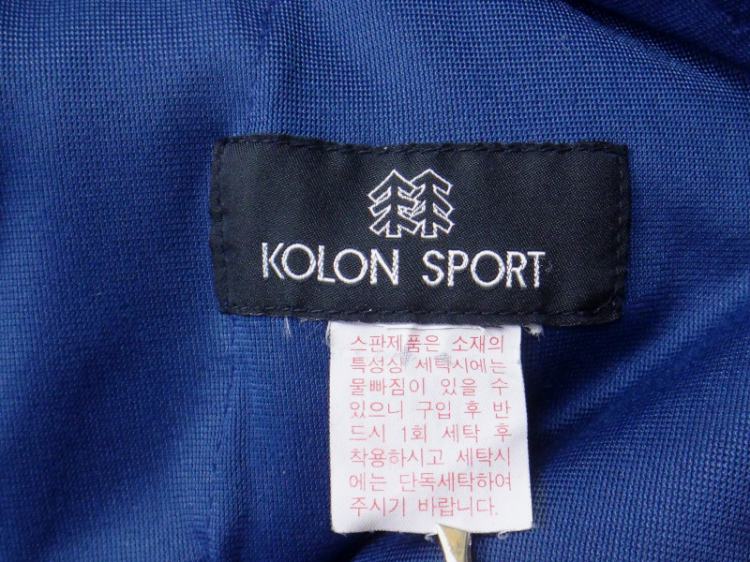 KOLON SPORT
스판제품은 소재의
특성상 세탁시에는
물빠짐이 있을 수
있으니 구입 후 반
드시 1회 세탁 후
착용하시고 세탁시
에는 단독세탁하여
주시기 바랍니다.